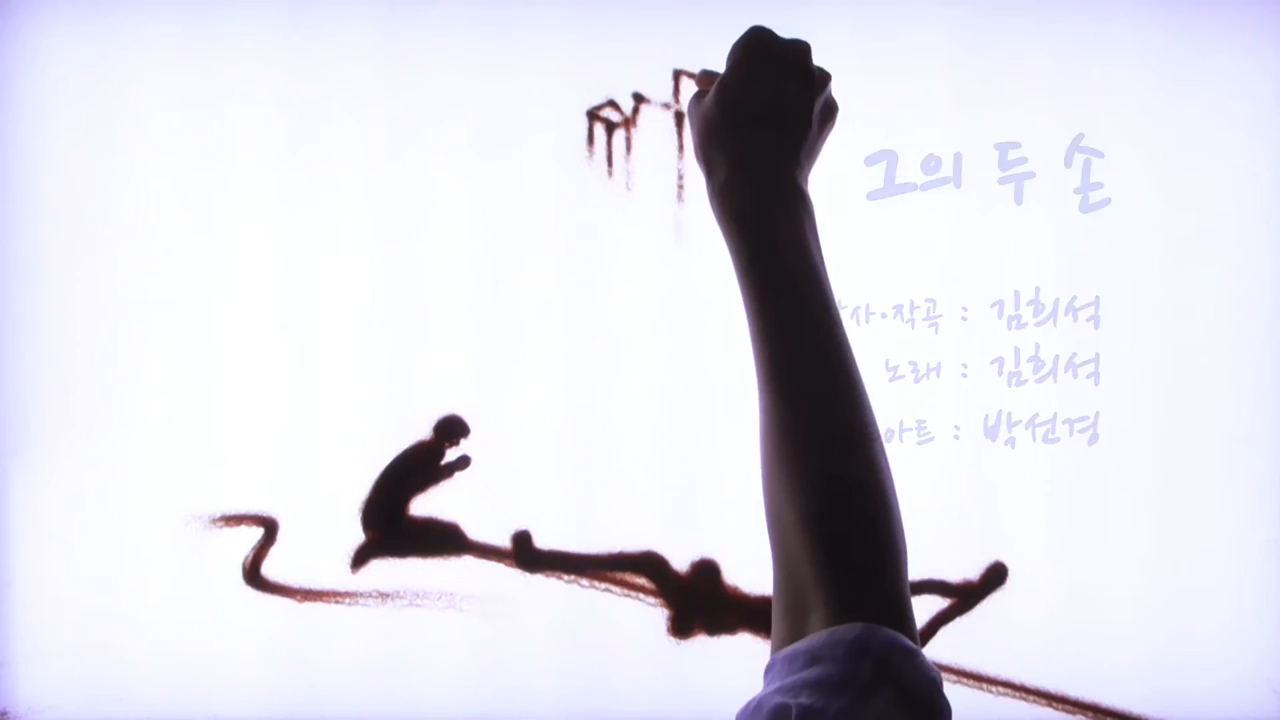 그의 두 손
작사·작곡 : 김희석
노래 : 김희석
아트 : 박선경